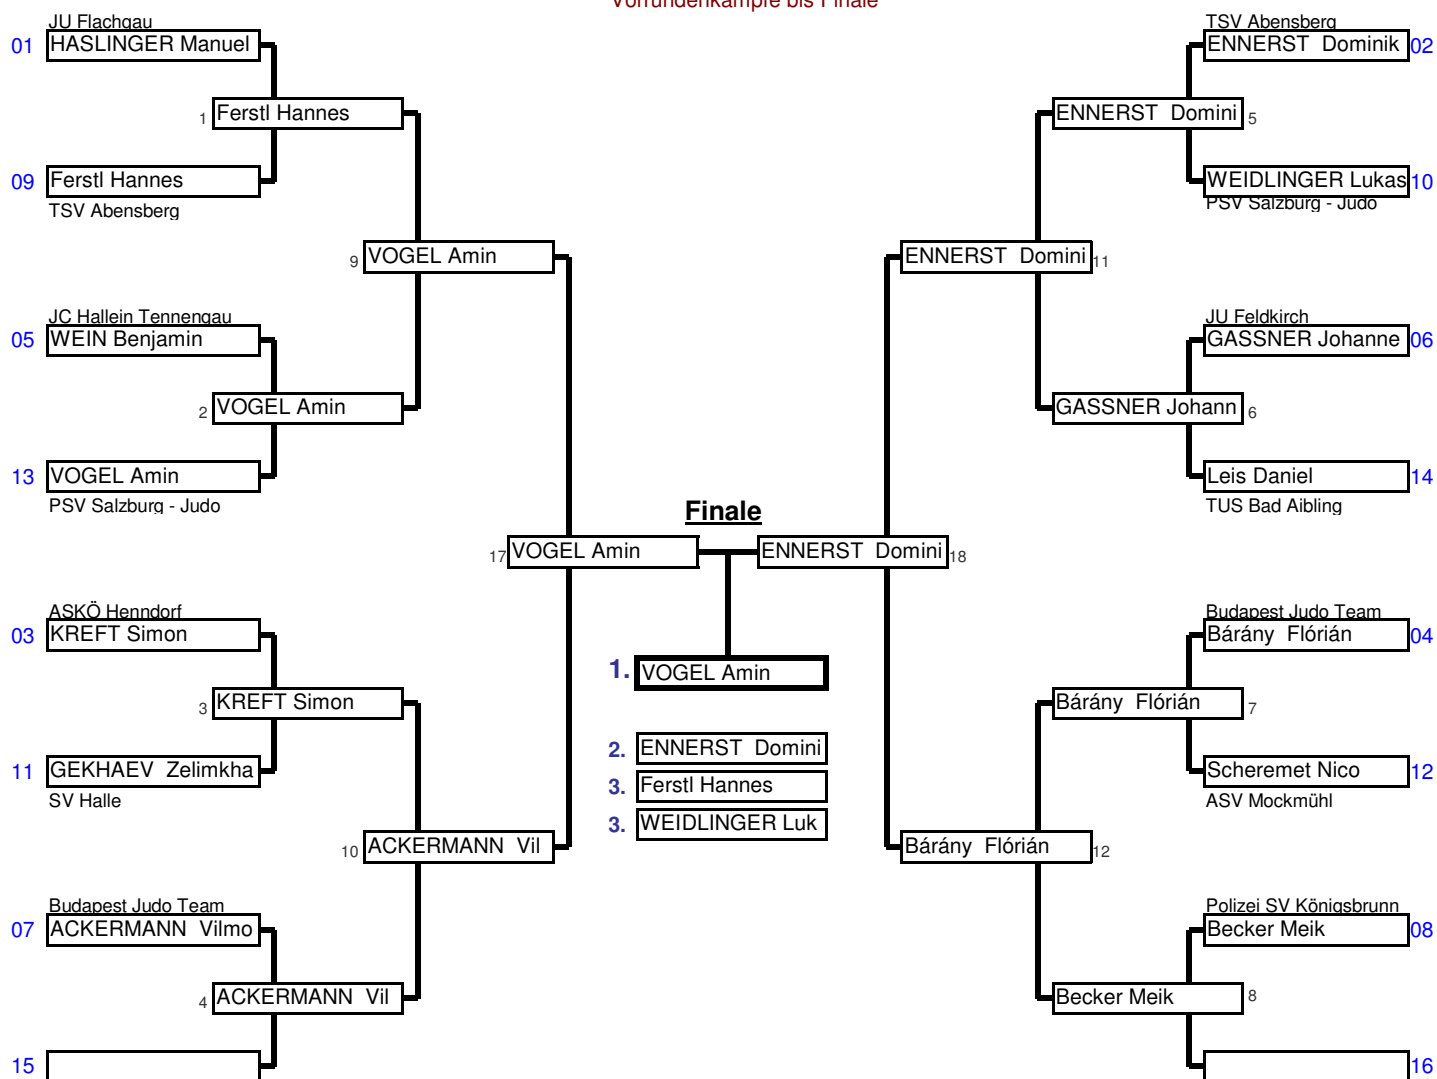 Vorrundenkämpfe bis Finale
JU Flachgau
01 HASLINGER Manuel
1 Ferstl Hannes
09 Ferstl Hannes
TSV Abensberg
9 VOGEL Amin
JC Hallein Tennengau
05 WEIN Benjamin
2 VOGEL Amin
13 VOGEL Amin
PSV Salzburg - Judo
17 VOGEL Amin
ASKÖ Henndorf
03 KREFT Simon
3 KREFT Simon
11 GEKHAEV Zelimkha
SV Halle
10 ACKERMANN Vil
Budapest Judo Team
07 ACKERMANN Vilmo
4 ACKERMANN Vil
15
Finale
1. VOGEL Amin
2. ENNERST Domini
3. Ferstl Hannes
3. WEIDLINGER Luk
TSV Abensberg
ENNERST Dominik 02
ENNERST Domini 5
WEIDLINGER Lukas 10
PSV Salzburg - Judo
ENNERST Domini 11
JU Feldkirch
GASSNER Johanne 06
GASSNER Johann 6
Leis Daniel 14
TUS Bad Aibling
ENNERST Domini 18
Budapest Judo Team
Bárány Flórián 04
Bárány Flórián 7
Scheremet Nico 12
ASV Mockmühl
Bárány Flórián 12
Polizei SV Königsbrunn
Becker Meik 08
Becker Meik 8
16